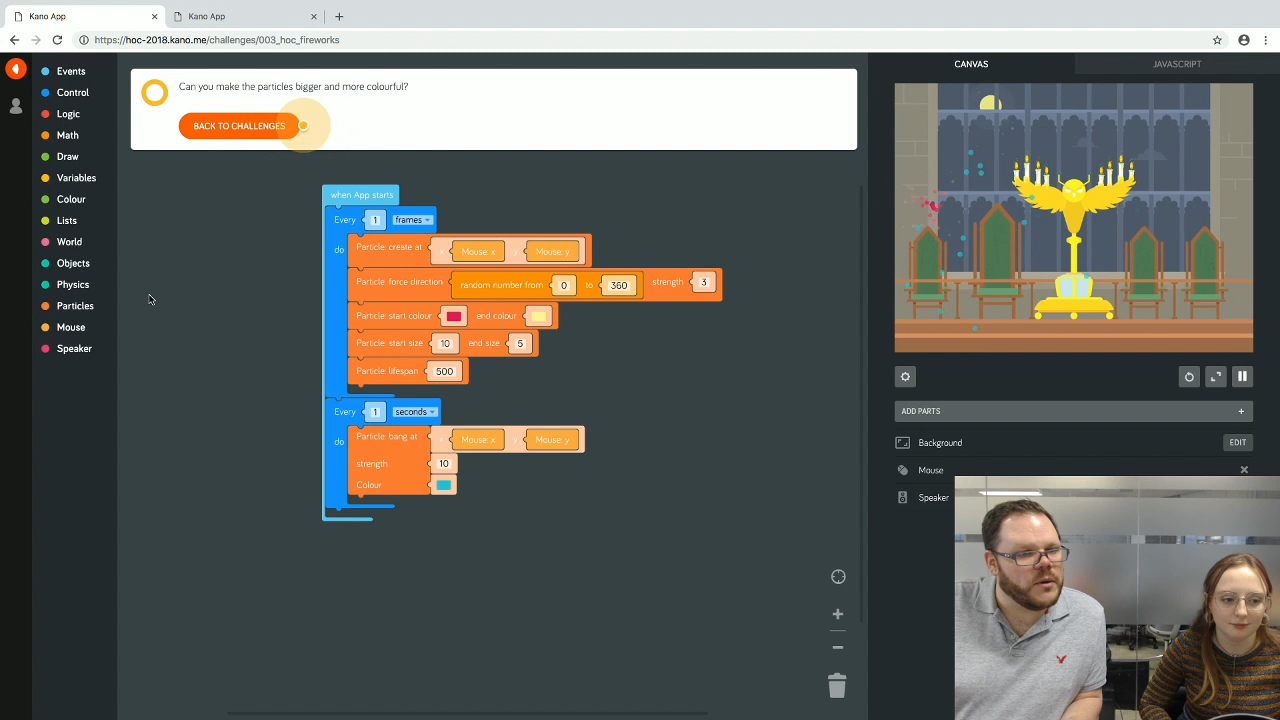 Kano App
Kano App
https://hoc-2018.kano.me/challenges/003_hoc_fireworks
Events
Control
Logic
Math
Draw
Variables
Colour
Lists
World
Objects
Physics
Particles
Mouse
Speaker
Can you make the particles bigger and more colourful?
BACK TO CHALLENGES
when App starts
Every 1 frames
do
Particle: create at x Mouse: x y Mouse: y
Particle: force direction random number from 0 to 360 strength 3
Particle: start colour end colour
Particle: start size 10 end size 5
Particle: lifespan 500
Every 1 seconds
do
Particle: bang at x Mouse: x y Mouse: y
strength 10
Colour
CANVAS JAVASCRIPT
ADD PARTS
Background EDIT
Mouse
Speaker